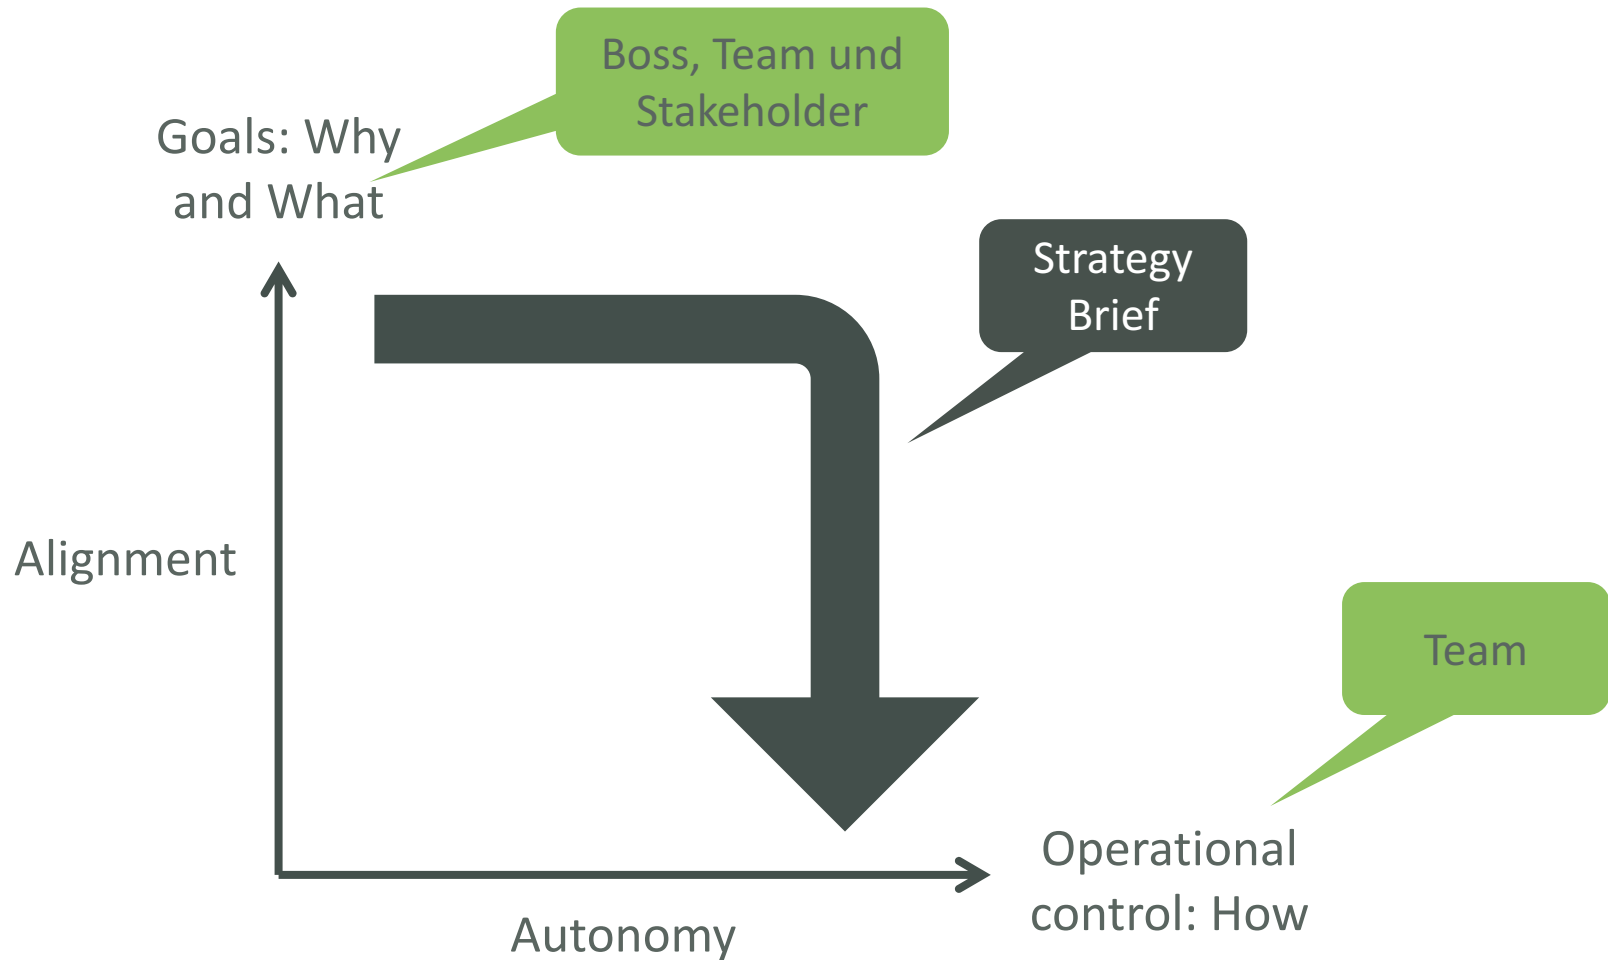 Boss, Team und
Stakeholder
Goals: Why
and What
Strategy
Brief
Alignment
Team
Operational
control: How
Autonomy